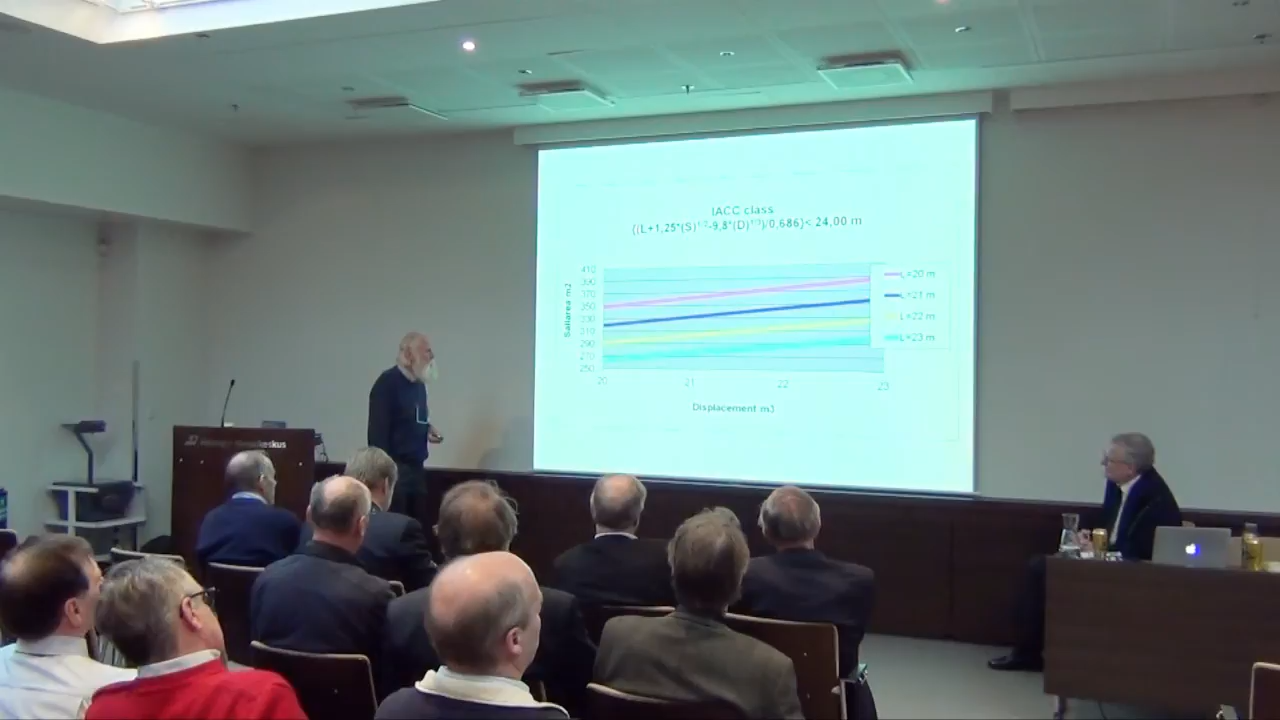 IACC class
((L+1,25*(S)^1/2-9,8*(D)^1/3)/0,686)< 24,00 m
410
390
370
350
330
310
290
270
250
Sailarea m2
L=20 m
L=21 m
L=22 m
L=23 m
20 21 22 23
Displacement m3